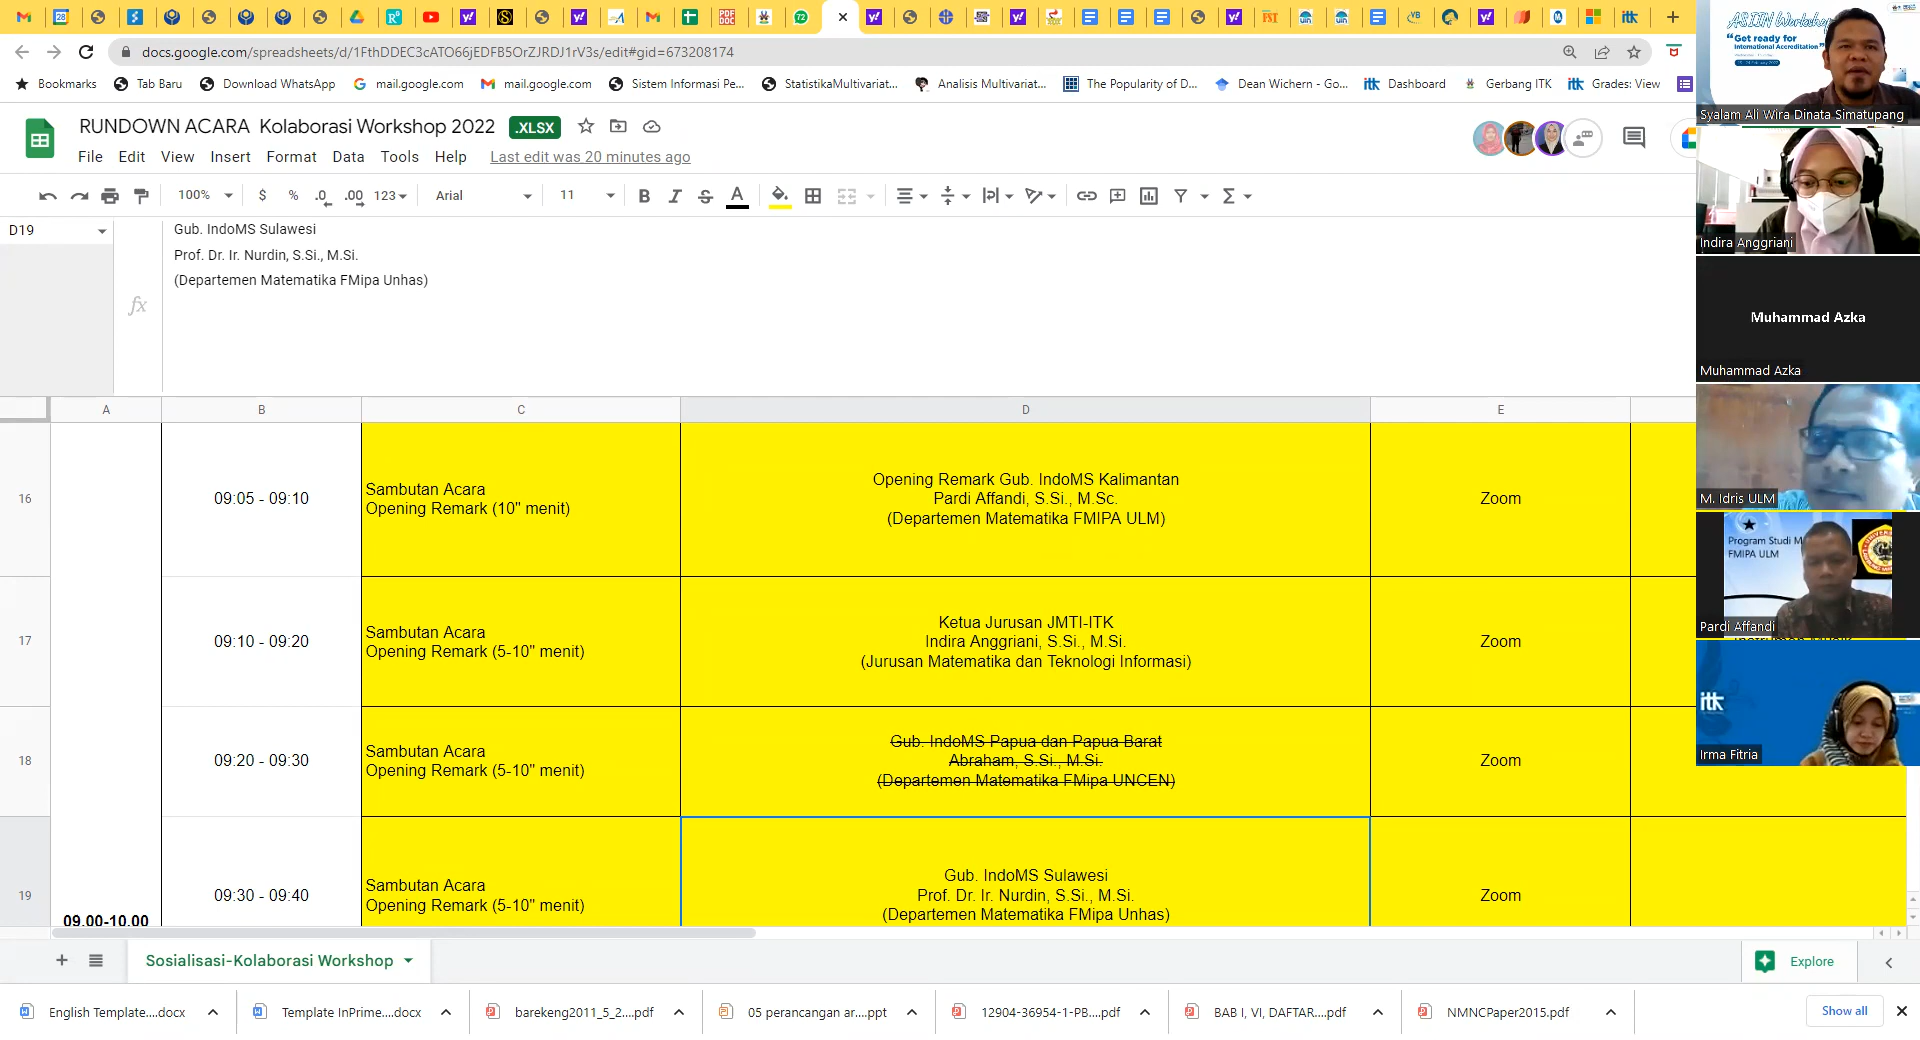 docs.google.com/spreadsheets/d/1FthDDEC3cATO66jEDFB5OrZJRDJ1rV3s/edit#gid=673208174
Bookmarks Tab Baru Download WhatsApp mail.google.com mail.google.com Sistem Informasi Pe... StatistikaMultivariat... Analisis Multivariat... The Popularity of D... Dean Wichern - Go... Dashboard Gerbang ITK Grades: View
RUNDOWN ACARA Kolaborasi Workshop 2022 .XLSX
File Edit View Insert Format Data Tools Help Last edit was 20 minutes ago
100% $ % .0 .00 123 Arial 11 B I S A
D19
fx
Gub. IndoMS Sulawesi
Prof. Dr. Ir. Nurdin, S.Si., M.Si.
(Departemen Matematika FMipa Unhas)
A B C D E
16
09:05 - 09:10
Sambutan Acara
Opening Remark (10" menit)
Opening Remark Gub. IndoMS Kalimantan
Pardi Affandi, S.Si., M.Sc.
(Departemen Matematika FMIPA ULM)
Zoom
17
09:10 - 09:20
Sambutan Acara
Opening Remark (5-10" menit)
Ketua Jurusan JMTI-ITK
Indira Anggriani, S.Si., M.Si.
(Jurusan Matematika dan Teknologi Informasi)
Zoom
18
09:20 - 09:30
Sambutan Acara
Opening Remark (5-10" menit)
Gub. IndoMS Papua dan Papua Barat
Abraham, S.Si., M.Si.
(Departemen Matematika FMipa UNCEN)
Zoom
19
09.00-10.00
09:30 - 09:40
Sambutan Acara
Opening Remark (5-10" menit)
Gub. IndoMS Sulawesi
Prof. Dr. Ir. Nurdin, S.Si., M.Si.
(Departemen Matematika FMipa Unhas)
Zoom
Sosialisasi-Kolaborasi Workshop
Explore
English Template....docx
Template InPrime....docx
barekeng2011_5_2....pdf
05 perancangan ar....ppt
12904-36954-1-PB....pdf
BAB I, VI, DAFTAR....pdf
NMNCPaper2015.pdf
Show all
ASIIN Workshop
"Get ready for
International Accreditation"
Syalam Ali Wira Dinata Simatupang
Indira Anggriani
Muhammad Azka
Muhammad Azka
M. Idris ULM
Program Studi M
FMIPA ULM
Pardi Affandi
itk
Irma Fitria